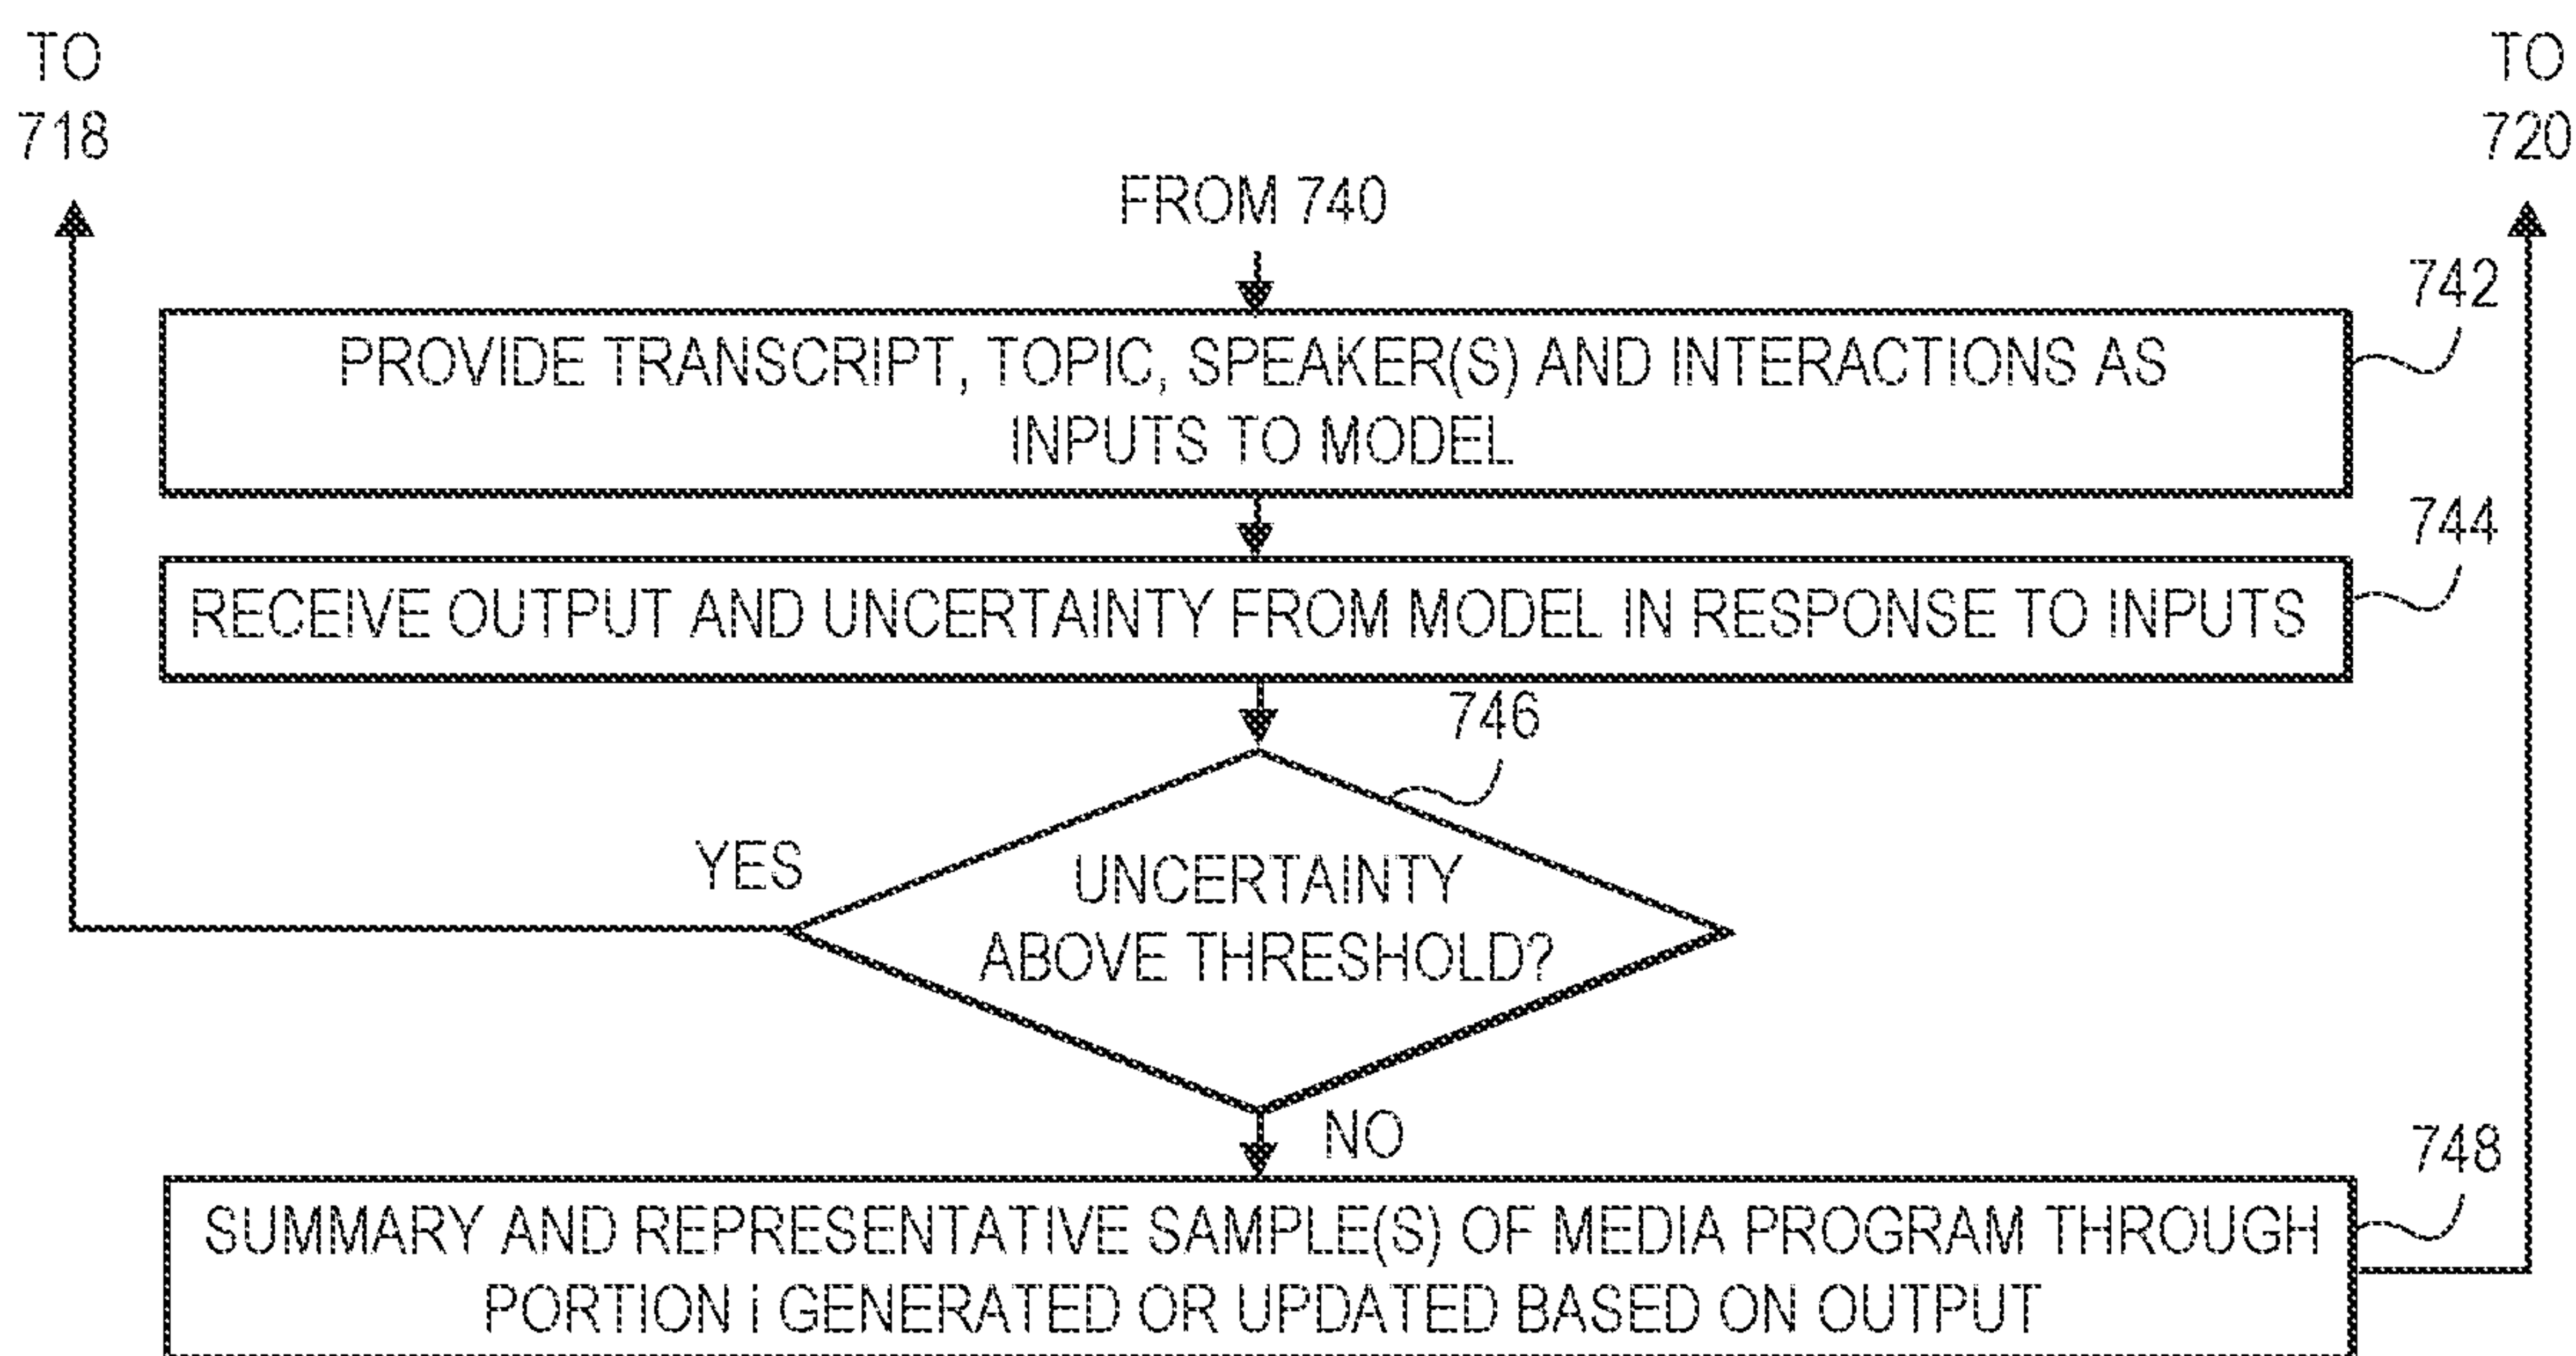 TO
718
TO
720
FROM 740
742
PROVIDE TRANSCRIPT, TOPIC, SPEAKER(S) AND INTERACTIONS AS
INPUTS TO MODEL
744
RECEIVE OUTPUT AND UNCERTAINTY FROM MODEL IN RESPONSE TO INPUTS
746
YES
UNCERTAINTY
ABOVE THRESHOLD?
NO
748
SUMMARY AND REPRESENTATIVE SAMPLE(S) OF MEDIA PROGRAM THROUGH
PORTION i GENERATED OR UPDATED BASED ON OUTPUT